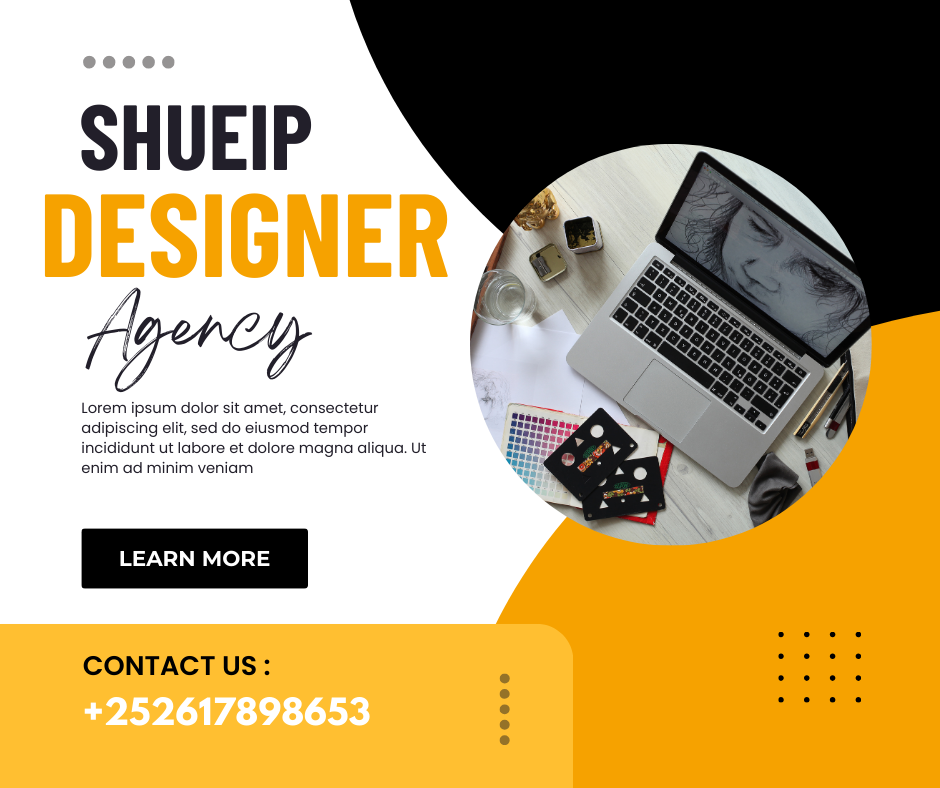 SHUEIP
DESIGNER
Agency
Lorem ipsum dolor sit amet, consectetur
adipiscing elit, sed do eiusmod tempor
incididunt ut labore et dolore magna aliqua. Ut
enim ad minim veniam
LEARN MORE
CONTACT US :
+252617898653